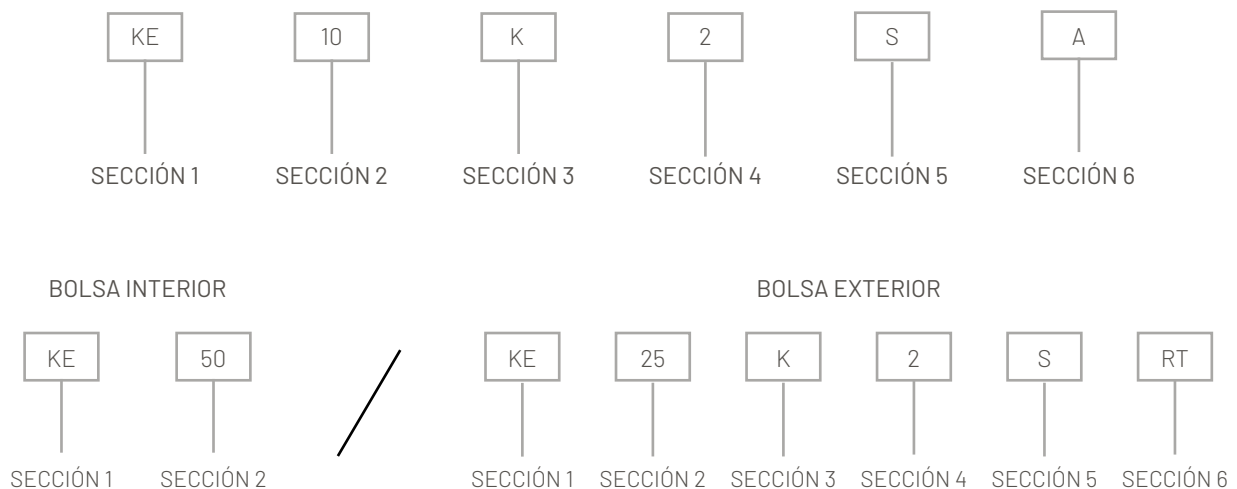 KE 10 K 2 S A
SECCIÓN 1 SECCIÓN 2 SECCIÓN 3 SECCIÓN 4 SECCIÓN 5 SECCIÓN 6
BOLSA INTERIOR BOLSA EXTERIOR
KE 50 / KE 25 K 2 S RT
SECCIÓN 1 SECCIÓN 2 SECCIÓN 1 SECCIÓN 2 SECCIÓN 3 SECCIÓN 4 SECCIÓN 5 SECCIÓN 6